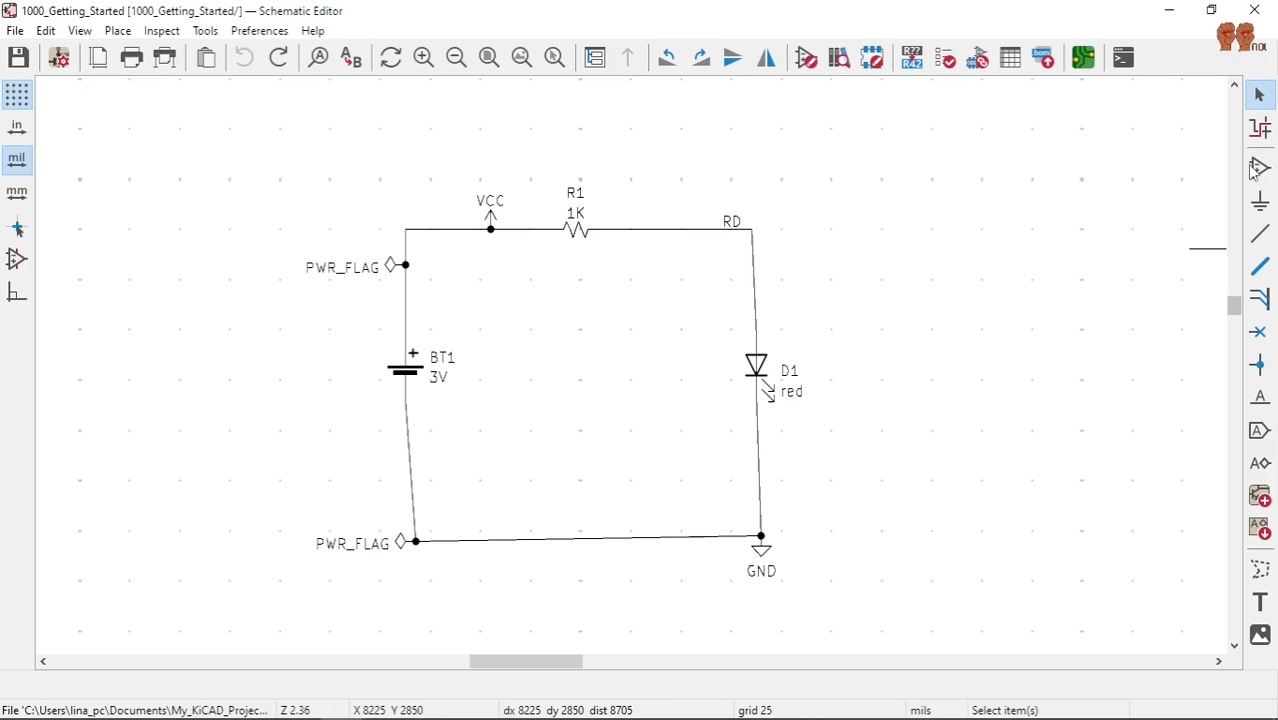 1000_Getting_Started [1000_Getting_Started/] — Schematic Editor
File Edit View Place Inspect Tools Preferences Help
R??
R42
bom
in
mil
mm
VCC
R1
1K
RD
PWR_FLAG
+
BT1
3V
D1
red
PWR_FLAG
GND
A
A
A
A
T
File 'C:\Users\lina_pc\Documents\My_KiCAD_Projec... Z 2.36 X 8225 Y 2850 dx 8225 dy 2850 dist 8705 grid 25 mils Select item(s)